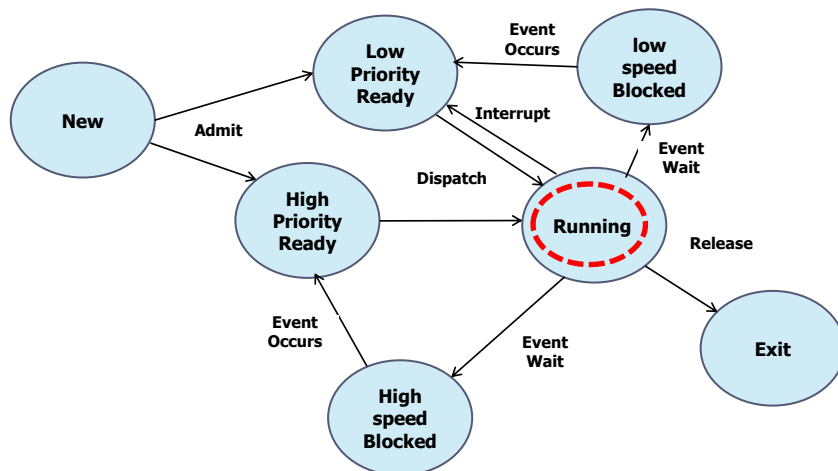 Event
Occurs
Low
Priority
Ready
low
speed
Blocked
New
Admit
Interrupt
Event
Wait
Dispatch
High
Priority
Ready
Running
Release
Event
Occurs
Event
Wait
Exit
High
speed
Blocked